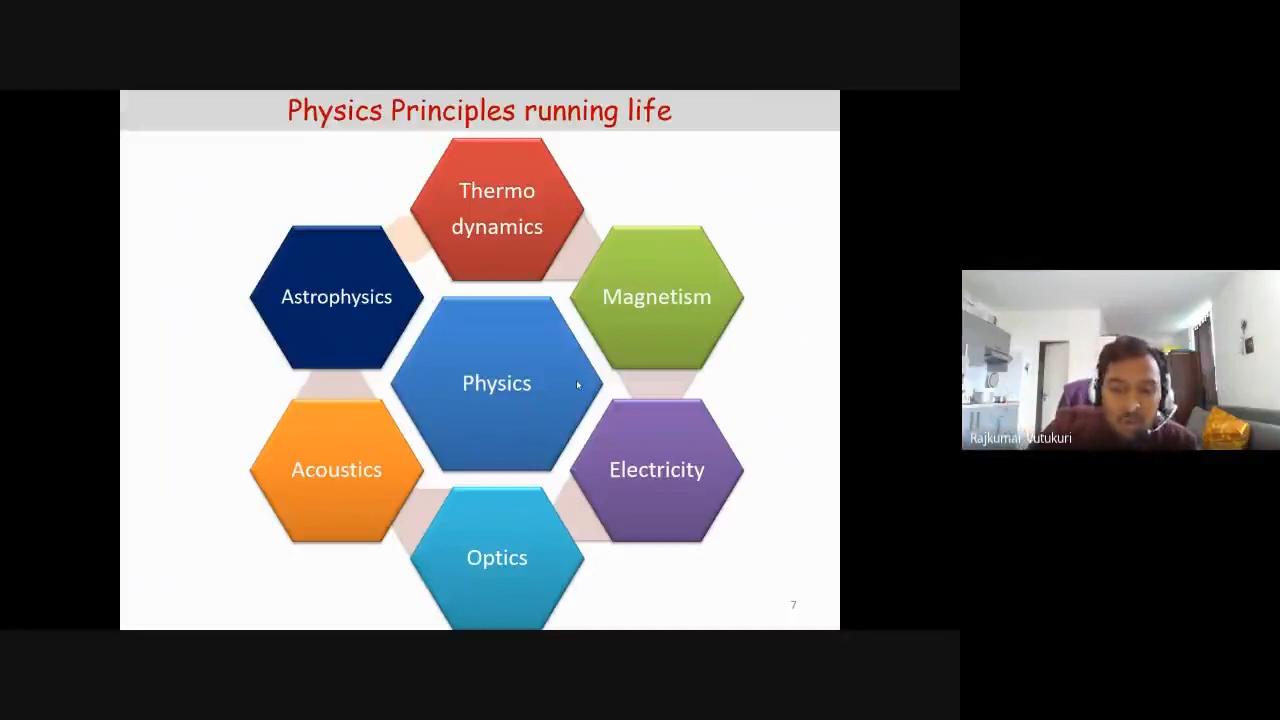 Physics Principles running life
Thermo
dynamics
Astrophysics
Magnetism
Physics
Acoustics
Electricity
Optics
7
Rajkumar Vutukuri